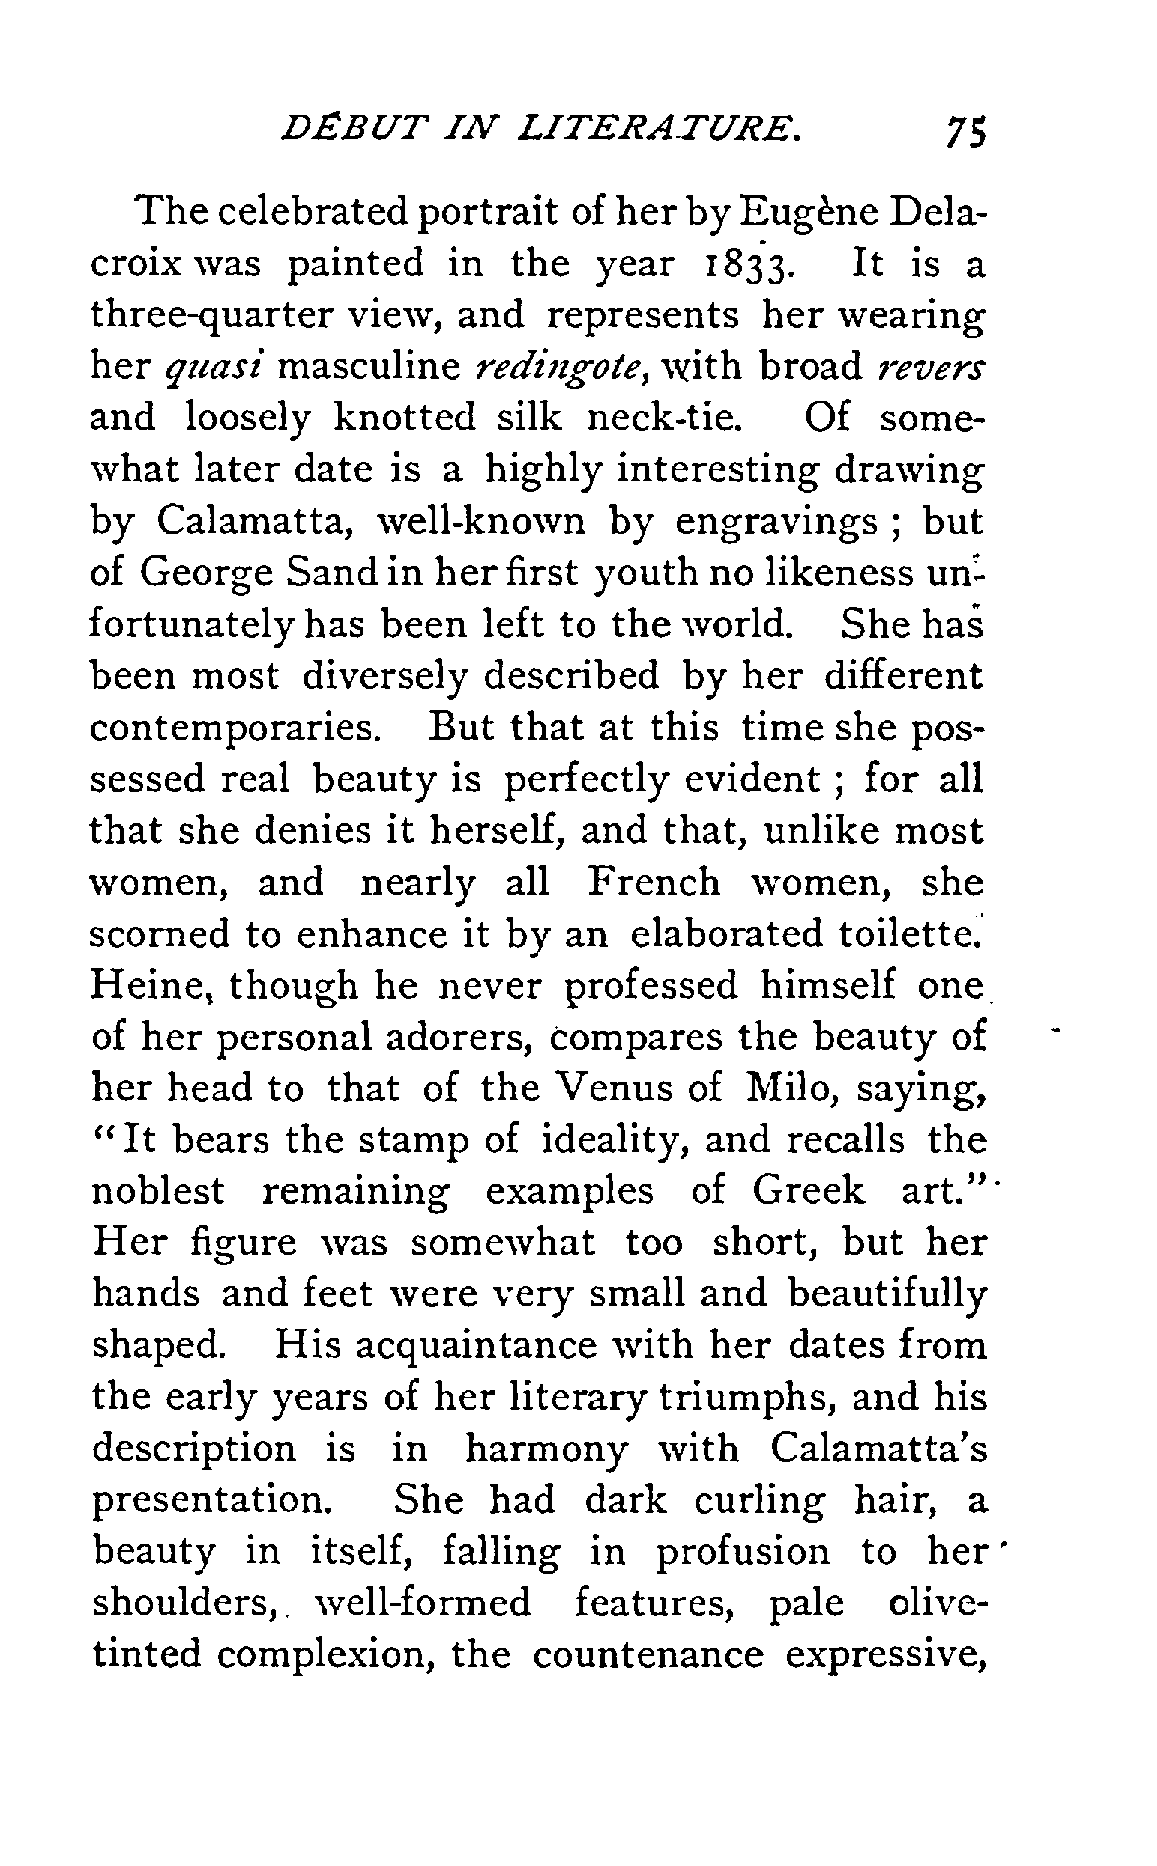 DÉBUT IN LITERATURE. 75
The celebrated portrait of her by Eugène Dela-
croix was painted in the year 1833. It is a
three-quarter view, and represents her wearing
her quasi masculine redingote, with broad revers
and loosely knotted silk neck-tie. Of some-
what later date is a highly interesting drawing
by Calamatta, well-known by engravings ; but
of George Sand in her first youth no likeness un-
fortunately has been left to the world. She has
been most diversely described by her different
contemporaries. But that at this time she pos-
sessed real beauty is perfectly evident ; for all
that she denies it herself, and that, unlike most
women, and nearly all French women, she
scorned to enhance it by an elaborated toilette.
Heine, though he never professed himself one
of her personal adorers, compares the beauty of
her head to that of the Venus of Milo, saying,
“It bears the stamp of ideality, and recalls the
noblest remaining examples of Greek art.”
Her figure was somewhat too short, but her
hands and feet were very small and beautifully
shaped. His acquaintance with her dates from
the early years of her literary triumphs, and his
description is in harmony with Calamatta’s
presentation. She had dark curling hair, a
beauty in itself, falling in profusion to her
shoulders, well-formed features, pale olive-
tinted complexion, the countenance expressive,